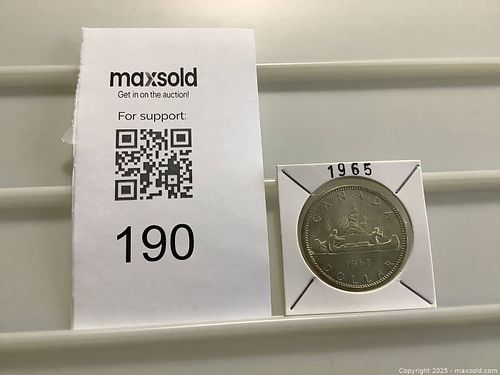 maxsold
Get in on the auction!
For support:
190
1965
CANADA
1965
DOLLAR
Copyright 2025 - maxsold.com